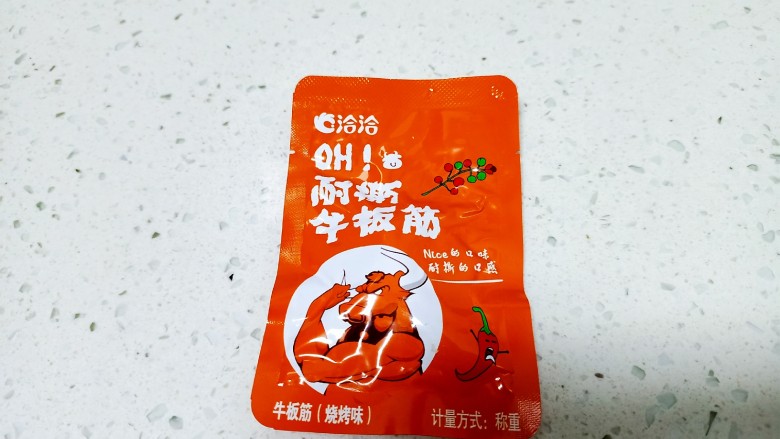 洽洽
OH！
耐撕
牛板筋
Nice的口味
耐撕的口感
牛板筋（烧烤味）
计量方式：称重